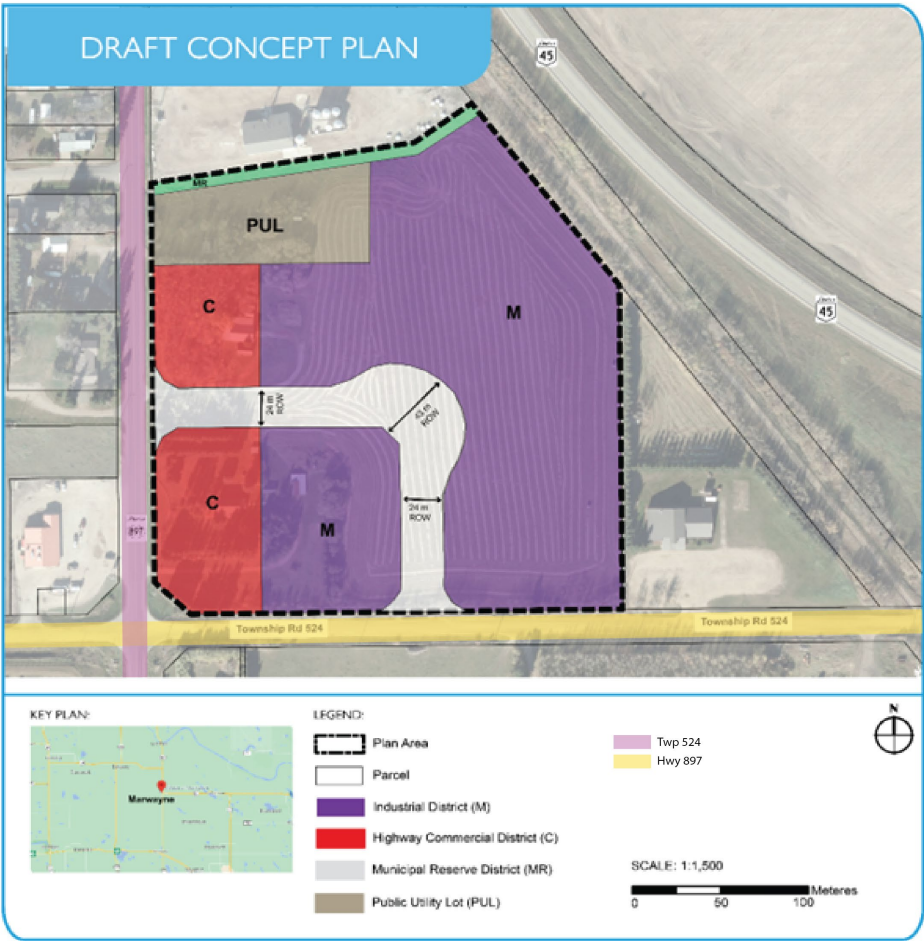 DRAFT CONCEPT PLAN
45
45
MR
PUL
C
M
24 m
ROW
43 m
ROW
C
M
24 m
ROW
897
Township Rd 524
Township Rd 524
KEY PLAN:
Marwayne
LEGEND:
Plan Area
Parcel
Industrial District (M)
Highway Commercial District (C)
Municipal Reserve District (MR)
Public Utility Lot (PUL)
Twp 524
Hwy 897
N
SCALE: 1:1,500
Meteres
0 50 100